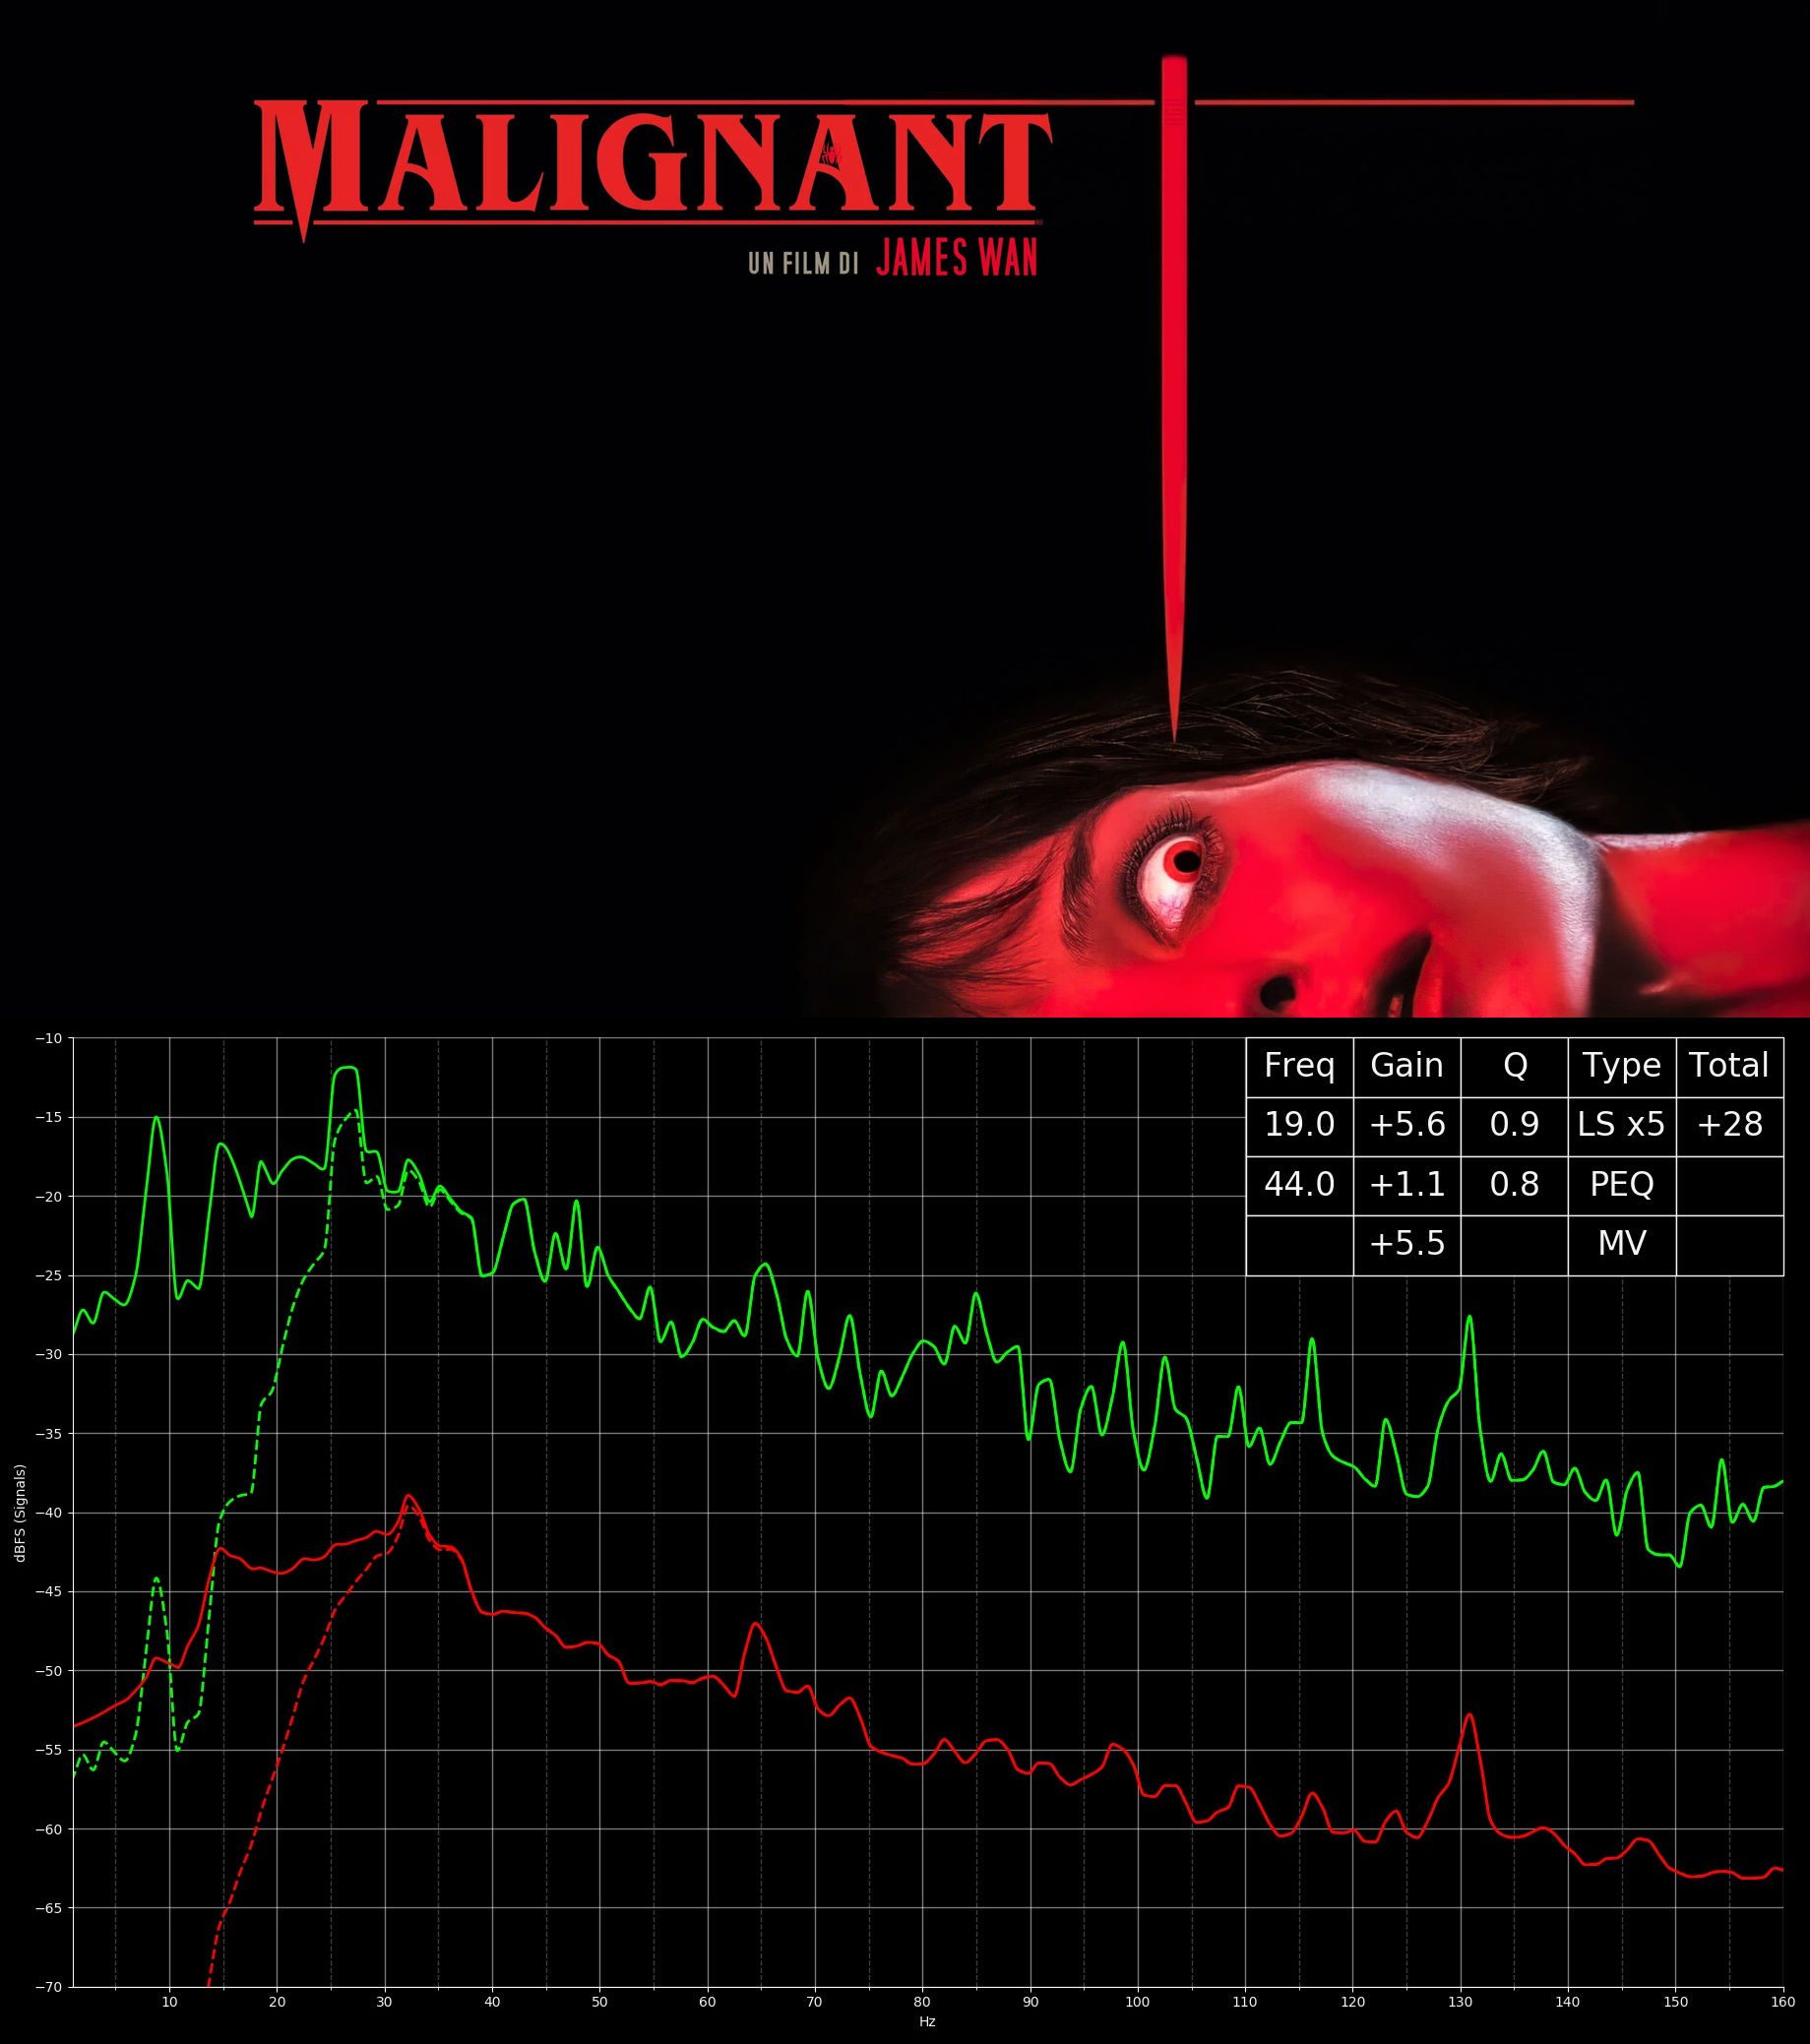 MALIGNANT
UN FILM DI JAMES WAN
Freq Gain Q Type Total
19.0 +5.6 0.9 LS x5 +28
44.0 +1.1 0.8 PEQ
+5.5 MV
−10
−15
−20
−25
−30
−35
−40
−45
−50
−55
−60
−65
−70
dBFS (Signals)
10 20 30 40 50 60 70 80 90 100 110 120 130 140 150 160
Hz